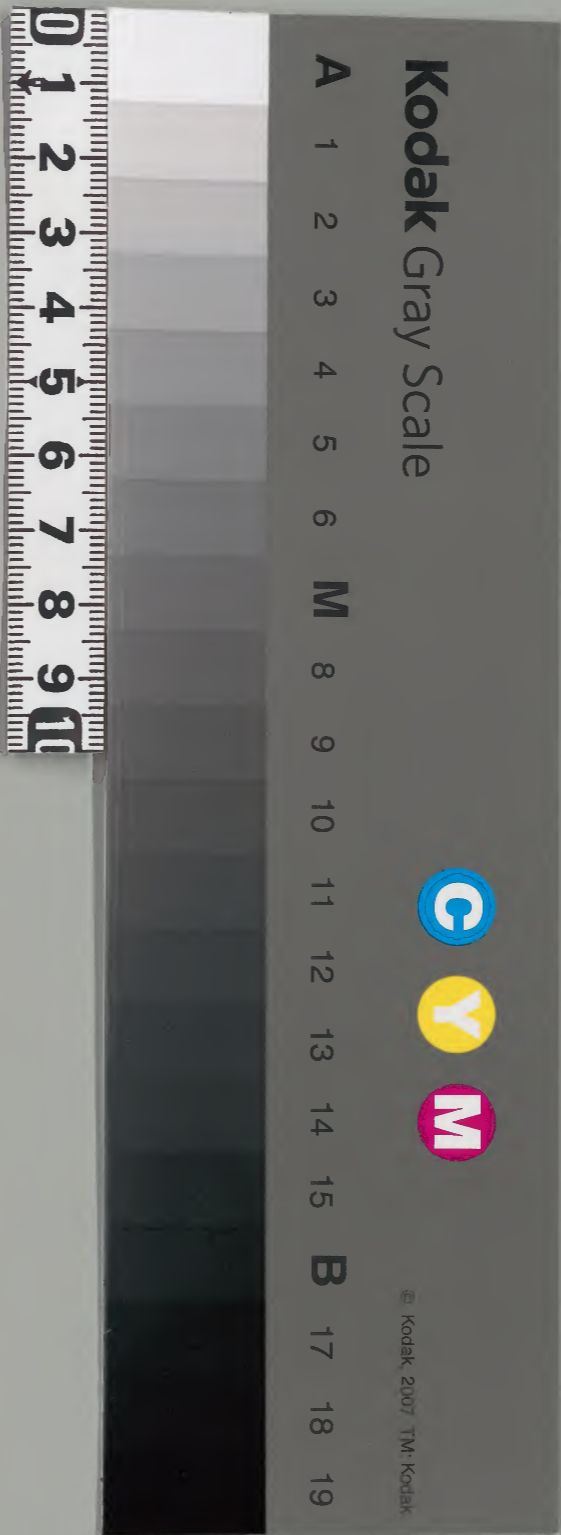 Kodak Gray Scale
C Y M
© Kodak, 2007 TM: Kodak
A 1 2 3 4 5 6 M 8 9 10 11 12 13 14 15 B 17 18 19
0 1 2 3 4 5 6 7 8 9 10